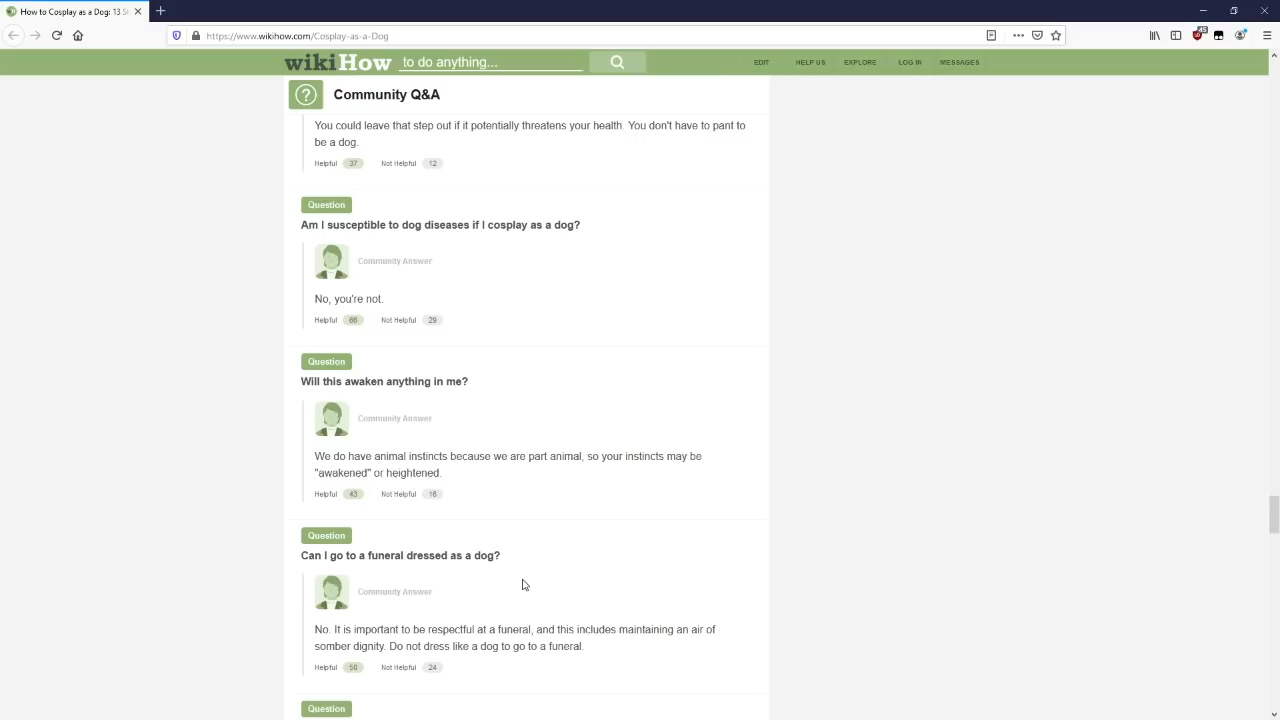 How to Cosplay as a Dog: 13 St
https://www.wikihow.com/Cosplay-as-a-Dog
wikiHow to do anything... EDIT HELP US EXPLORE LOG IN MESSAGES
Community Q&A
You could leave that step out if it potentially threatens your health. You don't have to pant to
be a dog.
Helpful 37 Not Helpful 12
Question
Am I susceptible to dog diseases if I cosplay as a dog?
Community Answer
No, you're not.
Helpful 66 Not Helpful 29
Question
Will this awaken anything in me?
Community Answer
We do have animal instincts because we are part animal, so your instincts may be
"awakened" or heightened.
Helpful 43 Not Helpful 16
Question
Can I go to a funeral dressed as a dog?
Community Answer
No. It is important to be respectful at a funeral, and this includes maintaining an air of
somber dignity. Do not dress like a dog to go to a funeral.
Helpful 50 Not Helpful 24
Question